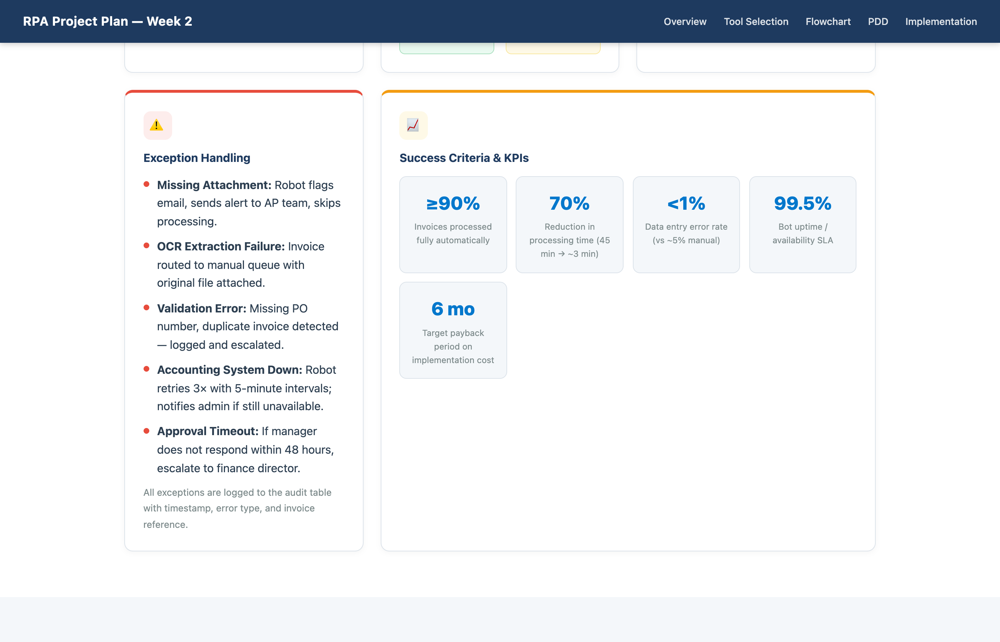 RPA Project Plan — Week 2
Overview
Tool Selection
Flowchart
PDD
Implementation
Exception Handling
Missing Attachment: Robot flags
email, sends alert to AP team, skips
processing.
OCR Extraction Failure: Invoice
routed to manual queue with
original file attached.
Validation Error: Missing PO
number, duplicate invoice detected
— logged and escalated.
Accounting System Down: Robot
retries 3× with 5-minute intervals;
notifies admin if still unavailable.
Approval Timeout: If manager
does not respond within 48 hours,
escalate to finance director.
All exceptions are logged to the audit table
with timestamp, error type, and invoice
reference.
Success Criteria & KPIs
≥90%
Invoices processed
fully automatically
70%
Reduction in
processing time (45
min → ~3 min)
<1%
Data entry error rate
(vs ~5% manual)
99.5%
Bot uptime /
availability SLA
6 mo
Target payback
period on
implementation cost